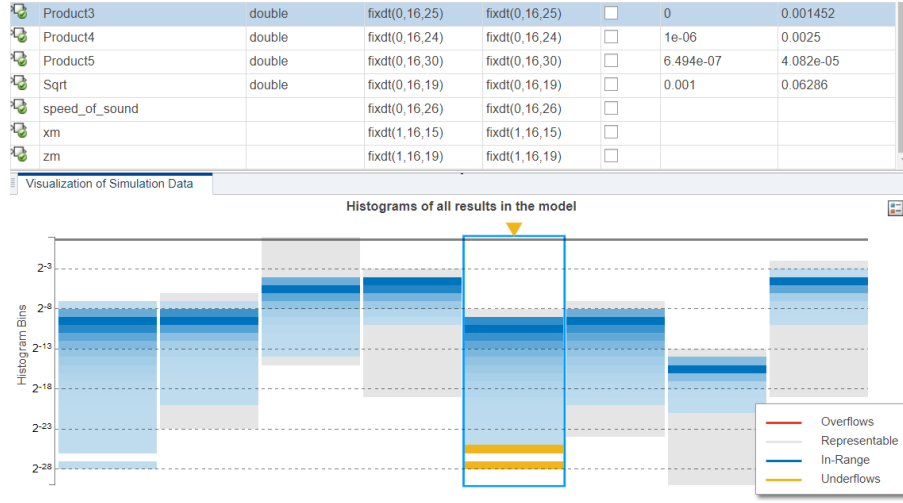 Product3 double fixdt(0,16,25) fixdt(0,16,25) 0 0.001452
Product4 double fixdt(0,16,24) fixdt(0,16,24) 1e-06 0.0025
Product5 double fixdt(0,16,30) fixdt(0,16,30) 6.494e-07 4.082e-05
Sqrt double fixdt(0,16,19) fixdt(0,16,19) 0.001 0.06286
speed_of_sound fixdt(0,16,26) fixdt(0,16,26)
xm fixdt(1,16,15) fixdt(1,16,15)
zm fixdt(1,16,19) fixdt(1,16,19)
Visualization of Simulation Data
Histograms of all results in the model
Histogram Bins
2-3
2-8
2-13
2-18
2-23
2-28
Overflows
Representable
In-Range
Underflows